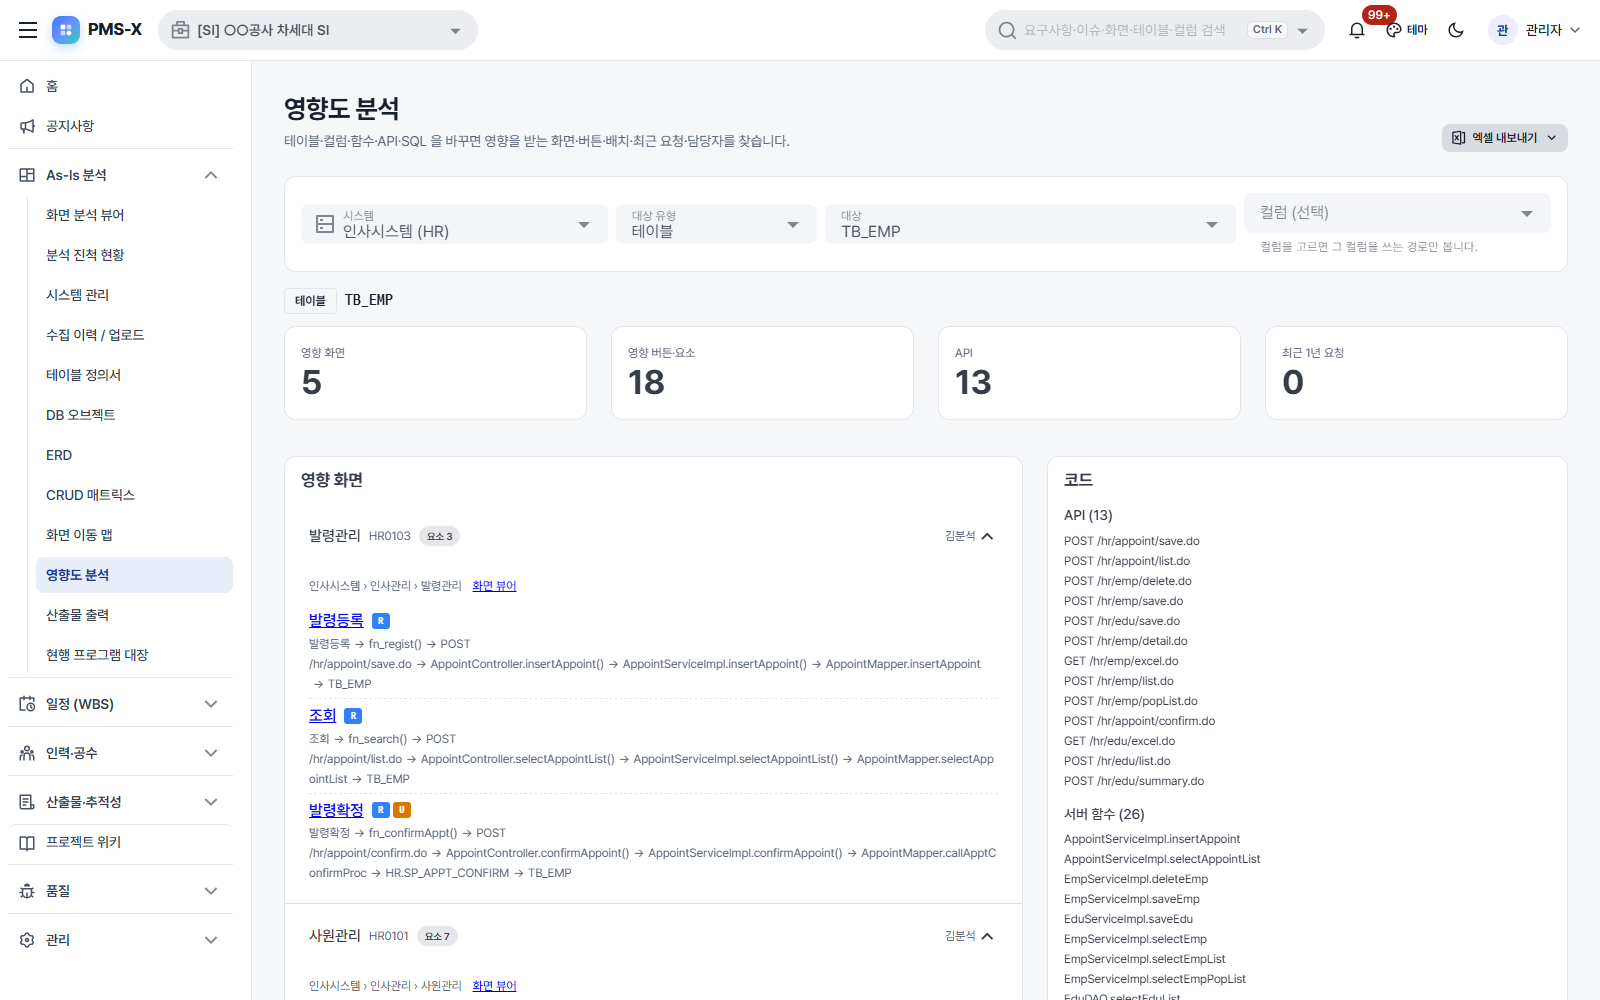 PMS-X
[SI] 〇〇공사 차세대 SI
요구사항·이슈·화면·테이블·컬럼 검색
Ctrl K
99+
테마
관
관리자
홈
공지사항
As-Is 분석
화면 분석 뷰어
분석 진척 현황
시스템 관리
수집 이력 / 업로드
테이블 정의서
DB 오브젝트
ERD
CRUD 매트릭스
화면 이동 맵
영향도 분석
산출물 출력
현행 프로그램 대장
일정 (WBS)
인력·공수
산출물·추적성
프로젝트 위키
품질
관리
영향도 분석
테이블·컬럼·함수·API·SQL 을 바꾸면 영향을 받는 화면·버튼·배치·최근 요청·담당자를 찾습니다.
엑셀 내보내기
시스템
인사시스템 (HR)
대상 유형
테이블
대상
TB_EMP
컬럼 (선택)
컬럼을 고르면 그 컬럼을 쓰는 경로만 봅니다.
테이블 TB_EMP
영향 화면
5
영향 버튼·요소
18
API
13
최근 1년 요청
0
영향 화면
발령관리 HR0103 요소 3
김분석
인사시스템 › 인사관리 › 발령관리 화면 뷰어
발령등록 R
발령등록 → fn_regist() → POST
/hr/appoint/save.do → AppointController.insertAppoint() → AppointServiceImpl.insertAppoint() → AppointMapper.insertAppoint
→ TB_EMP
조회 R
조회 → fn_search() → POST
/hr/appoint/list.do → AppointController.selectAppointList() → AppointServiceImpl.selectAppointList() → AppointMapper.selectApp
ointList → TB_EMP
발령확정 R U
발령확정 → fn_confirmAppt() → POST
/hr/appoint/confirm.do → AppointController.confirmAppoint() → AppointServiceImpl.confirmAppoint() → AppointMapper.callApptC
onfirmProc → HR.SP_APPT_CONFIRM → TB_EMP
사원관리 HR0101 요소 7
김분석
인사시스템 › 인사관리 › 사원관리 화면 뷰어
코드
API (13)
POST /hr/appoint/save.do
POST /hr/appoint/list.do
POST /hr/emp/delete.do
POST /hr/emp/save.do
POST /hr/edu/save.do
POST /hr/emp/detail.do
GET /hr/emp/excel.do
POST /hr/emp/list.do
POST /hr/emp/popList.do
POST /hr/appoint/confirm.do
GET /hr/edu/excel.do
POST /hr/edu/list.do
POST /hr/edu/summary.do
서버 함수 (26)
AppointServiceImpl.insertAppoint
AppointServiceImpl.selectAppointList
EmpServiceImpl.deleteEmp
EmpServiceImpl.saveEmp
EduServiceImpl.saveEdu
EmpServiceImpl.selectEmp
EmpServiceImpl.selectEmpList
EmpServiceImpl.selectEmpPopList
EduDAO.selectEduList